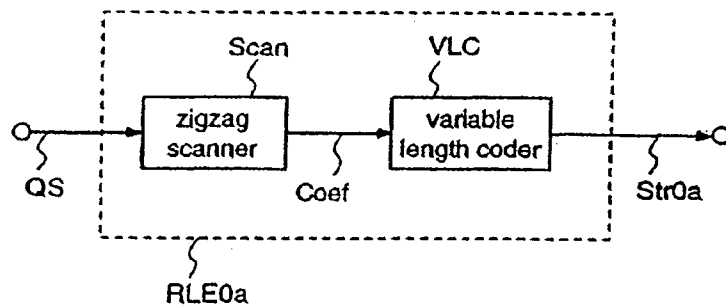 Scan
VLC
zigzag
scanner
variable
length coder
QS
Coef
Str0a
RLE0a